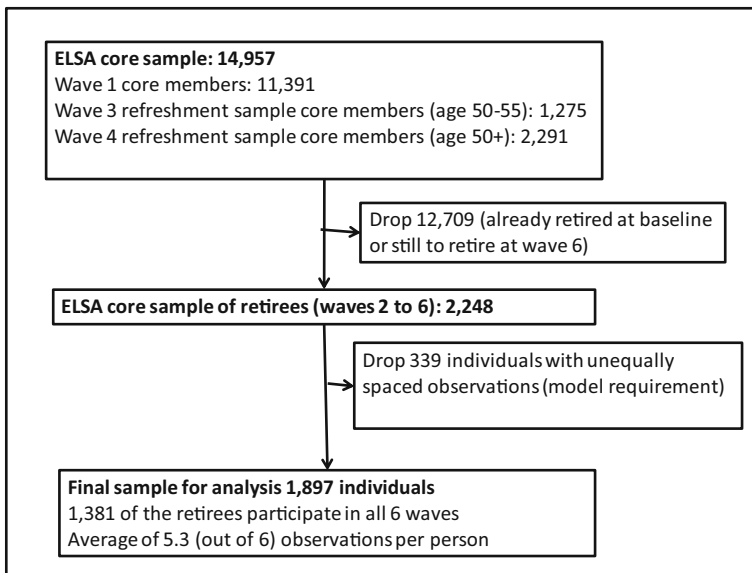 ELSA core sample: 14,957
Wave 1 core members: 11,391
Wave 3 refreshment sample core members (age 50-55): 1,275
Wave 4 refreshment sample core members (age 50+): 2,291
Drop 12,709 (already retired at baseline
or still to retire at wave 6)
ELSA core sample of retirees (waves 2 to 6): 2,248
Drop 339 individuals with unequally
spaced observations (model requirement)
Final sample for analysis 1,897 individuals
1,381 of the retirees participate in all 6 waves
Average of 5.3 (out of 6) observations per person